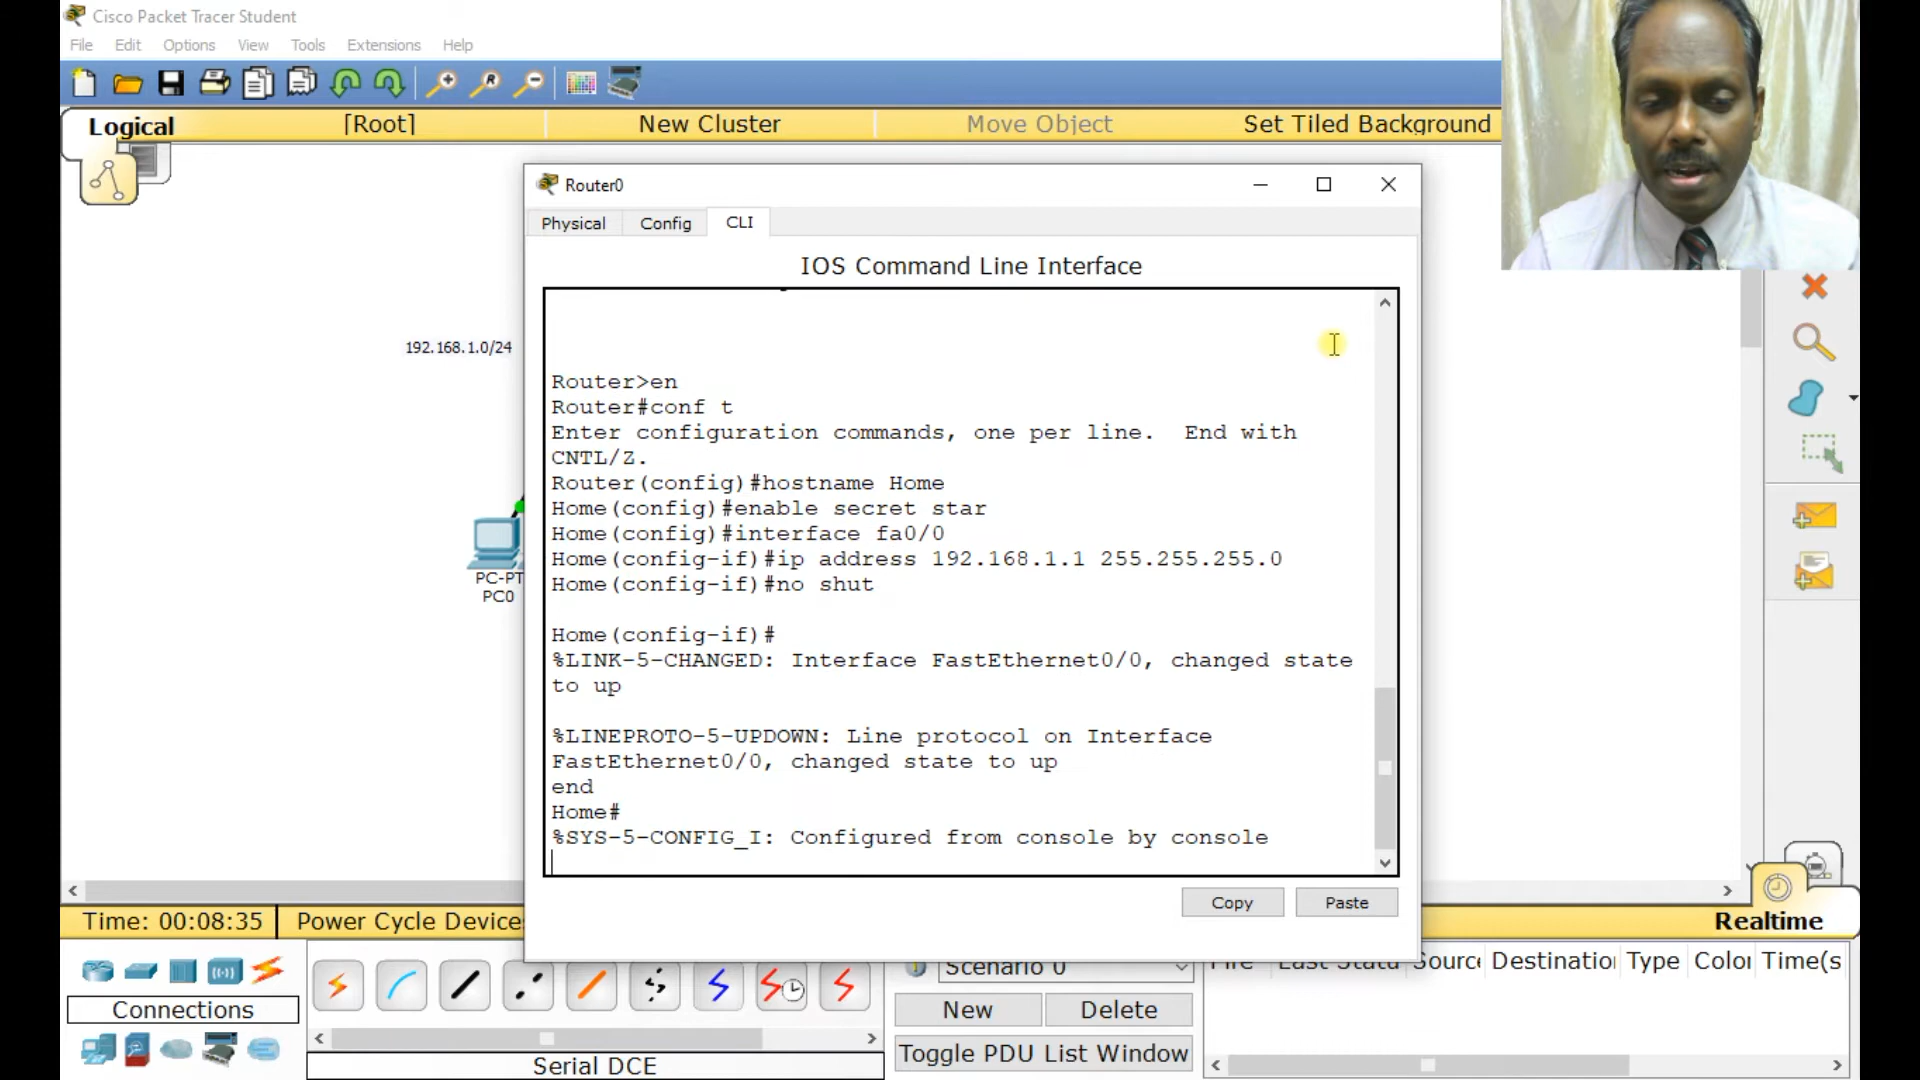 Cisco Packet Tracer Student
File Edit Options View Tools Extensions Help
Logical [Root] New Cluster Move Object Set Tiled Background
Router0
Physical Config CLI
IOS Command Line Interface
192.168.1.0/24
Router>en
Router#conf t
Enter configuration commands, one per line. End with
CNTL/Z.
Router(config)#hostname Home
Home(config)#enable secret star
Home(config)#interface fa0/0
Home(config-if)#ip address 192.168.1.1 255.255.255.0
Home(config-if)#no shut
PC-PT
PC0
Home(config-if)#
%LINK-5-CHANGED: Interface FastEthernet0/0, changed state
to up
%LINEPROTO-5-UPDOWN: Line protocol on Interface
FastEthernet0/0, changed state to up
end
Home#
%SYS-5-CONFIG_I: Configured from console by console
Copy Paste
Time: 00:08:35 Power Cycle Device
Realtime
Scenario 0
Fire Last Statu Source Destination Type Color Time(s
Connections
New Delete
Toggle PDU List Window
Serial DCE